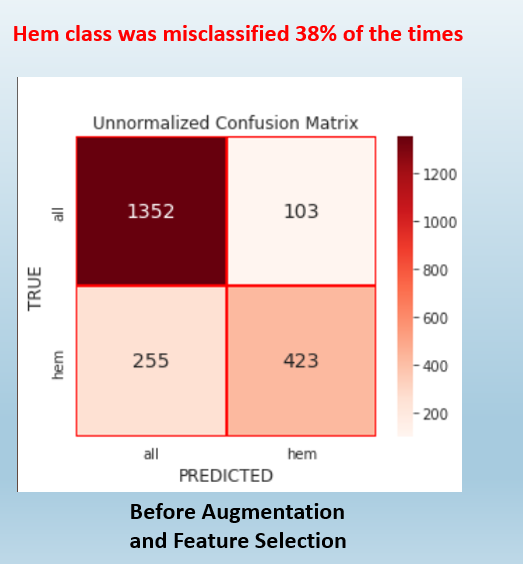 Hem class was misclassified 38% of the times
Unnormalized Confusion Matrix
TRUE
all
1352
103
hem
255
423
all
hem
PREDICTED
1200
1000
800
600
400
200
Before Augmentation
and Feature Selection